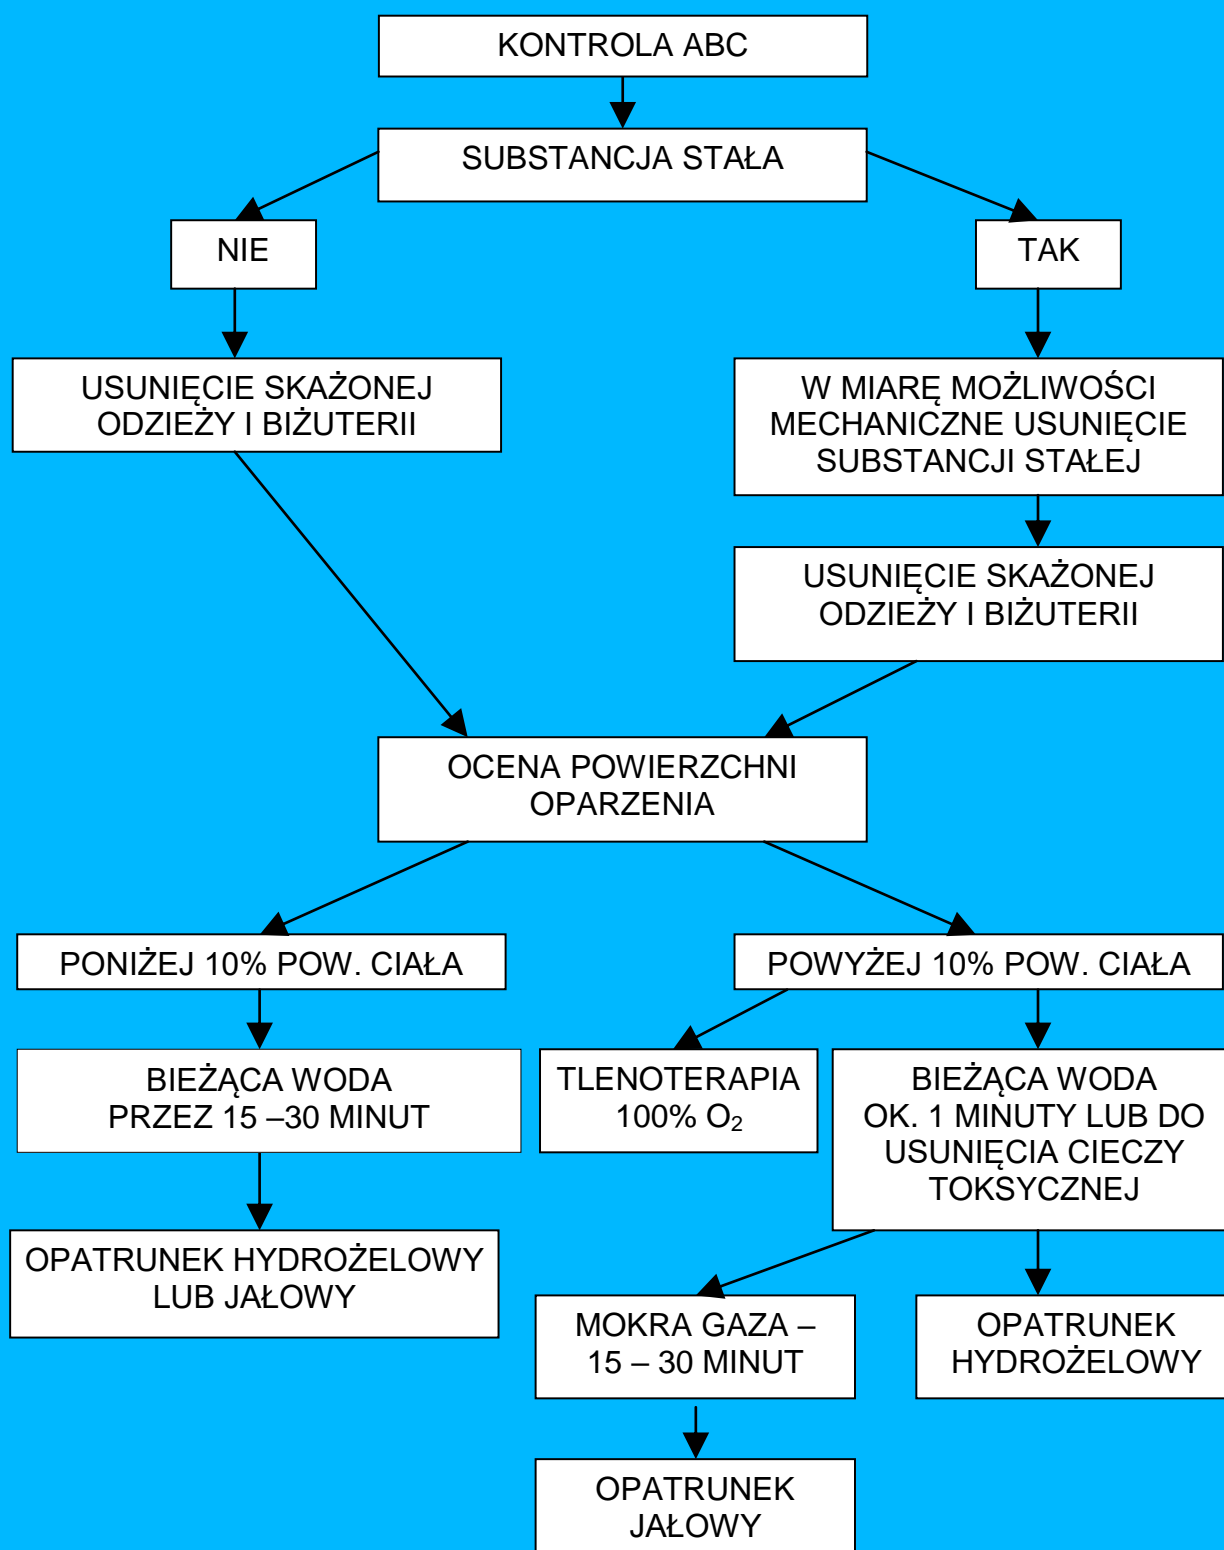 KONTROLA ABC
SUBSTANCJA STAŁA
NIE
TAK
USUNIĘCIE SKAŻONEJ
ODZIEŻY I BIŻUTERII
W MIARĘ MOŻLIWOŚCI
MECHANICZNE USUNIĘCIE
SUBSTANCJI STAŁEJ
USUNIĘCIE SKAŻONEJ
ODZIEŻY I BIŻUTERII
OCENA POWIERZCHNI
OPARZENIA
PONIŻEJ 10% POW. CIAŁA
POWYŻEJ 10% POW. CIAŁA
BIEŻĄCA WODA
PRZEZ 15 –30 MINUT
TLENOTERAPIA
100% O₂
BIEŻĄCA WODA
OK. 1 MINUTY LUB DO
USUNIĘCIA CIECZY
TOKSYCZNEJ
OPATRUNEK HYDROŻELOWY
LUB JAŁOWY
MOKRA GAZA –
15 – 30 MINUT
OPATRUNEK
HYDROŻELOWY
OPATRUNEK
JAŁOWY